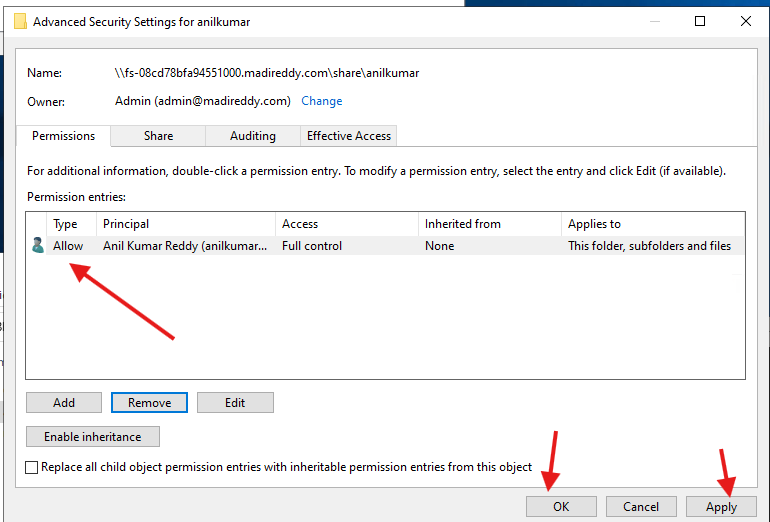 Advanced Security Settings for anilkumar
Name: \\fs-08cd78bfa94551000.madireddy.com\share\anilkumar
Owner: Admin (admin@madireddy.com) Change
Permissions Share Auditing Effective Access
For additional information, double-click a permission entry. To modify a permission entry, select the entry and click Edit (if available).
Permission entries:
Type Principal Access Inherited from Applies to
Allow Anil Kumar Reddy (anilkumar... Full control None This folder, subfolders and files
Add Remove Edit
Enable inheritance
Replace all child object permission entries with inheritable permission entries from this object
OK Cancel Apply